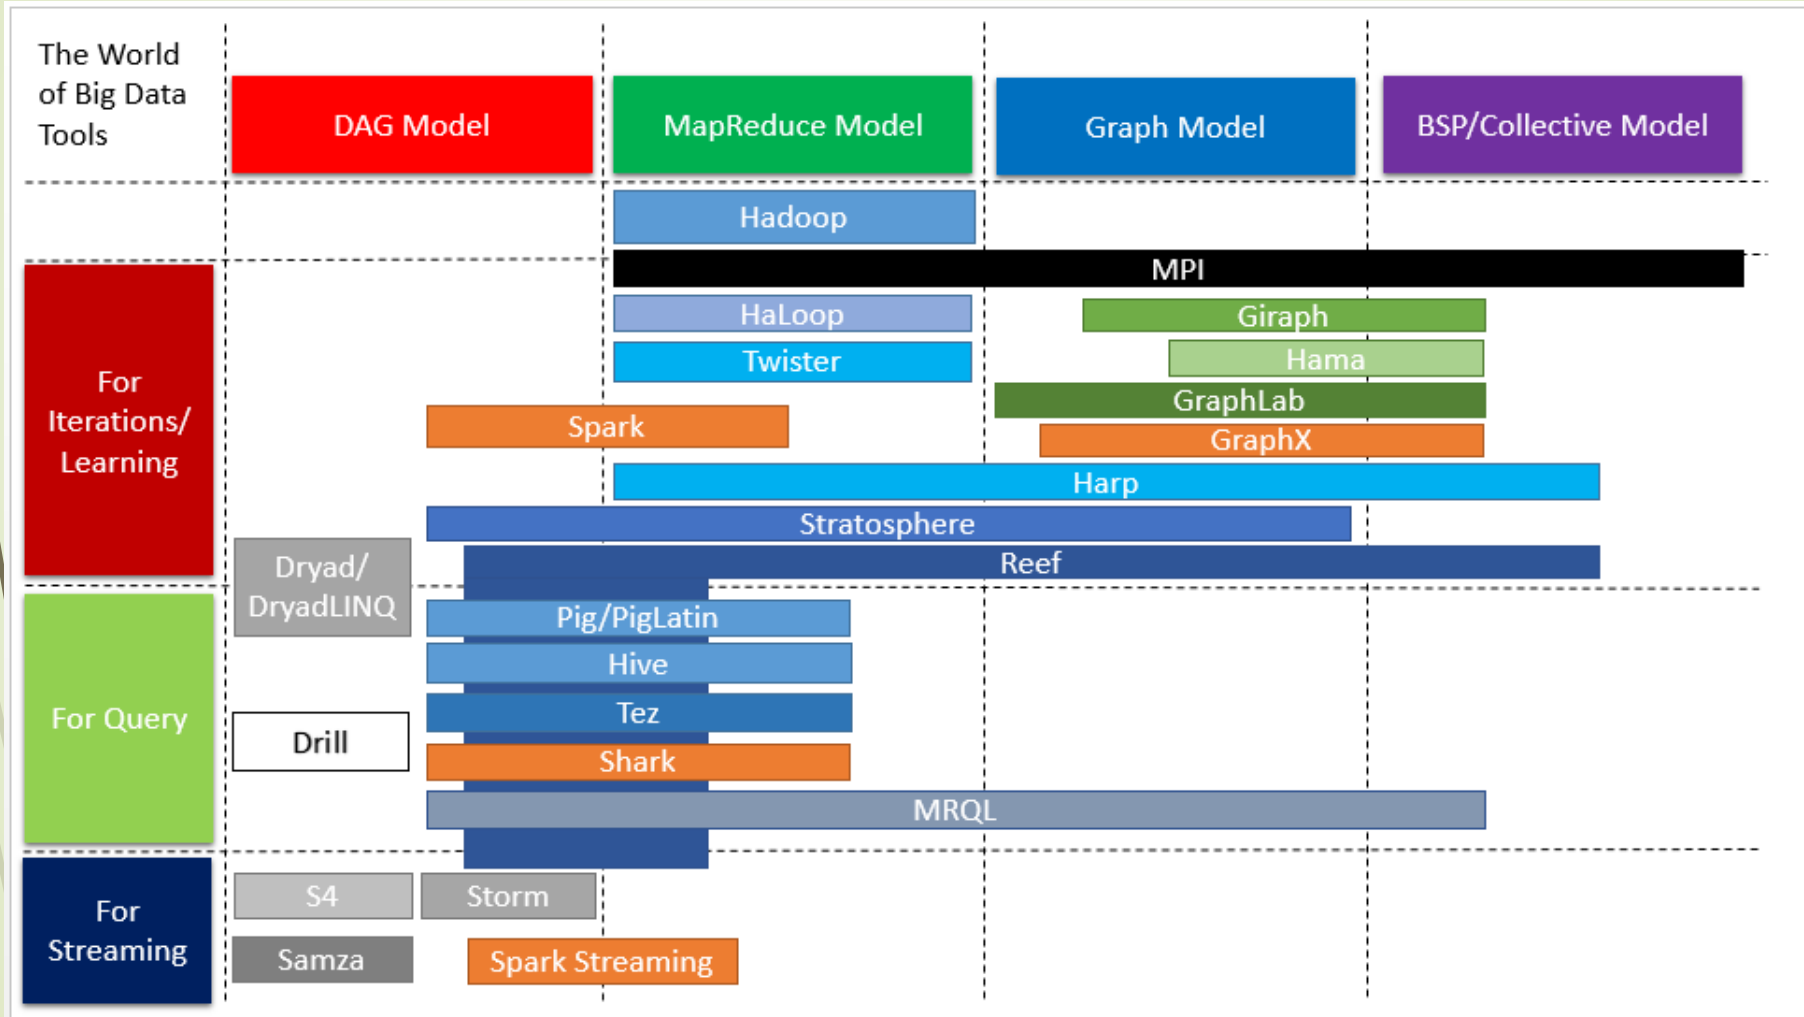 The World
of Big Data
Tools
DAG Model
MapReduce Model
Graph Model
BSP/Collective Model
Hadoop
MPI
For
Iterations/
Learning
HaLoop
Giraph
Twister
Hama
GraphLab
Spark
GraphX
Harp
Stratosphere
Dryad/
DryadLINQ
Reef
For Query
Pig/PigLatin
Hive
Tez
Drill
Shark
MRQL
For
Streaming
S4
Storm
Samza
Spark Streaming